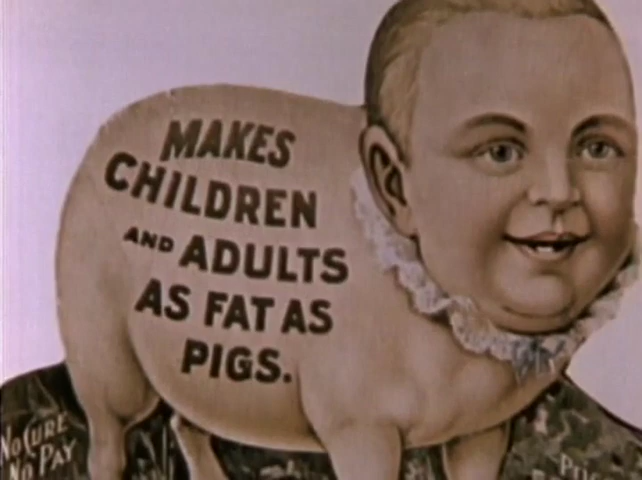 MAKES
CHILDREN
AND ADULTS
AS FAT AS
PIGS.
NO CURE
NO PAY